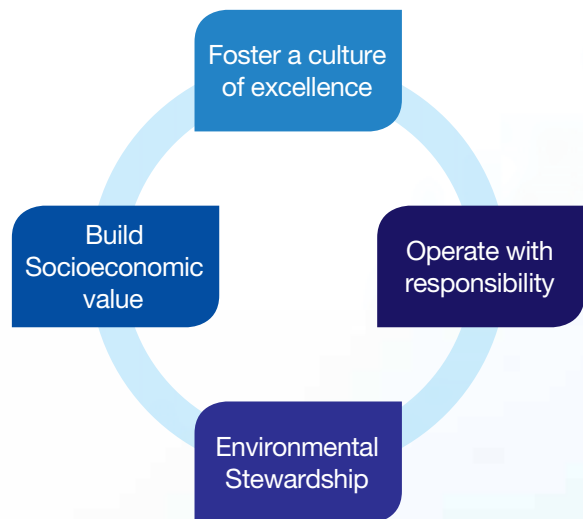 Foster a culture
of excellence
Build
Socioeconomic
value
Operate with
responsibility
Environmental
Stewardship